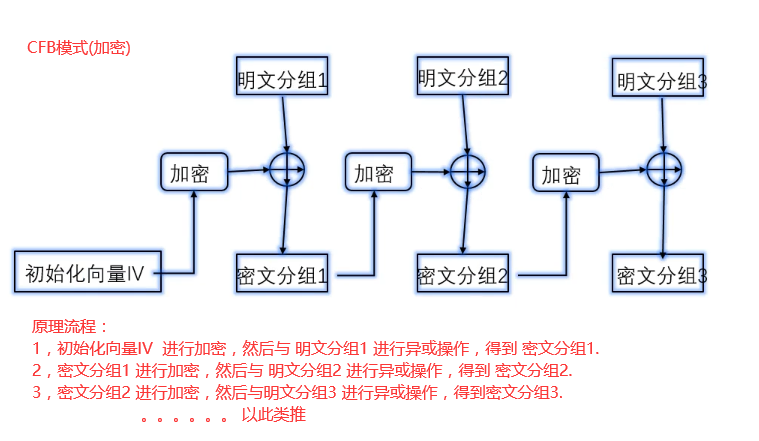 CFB模式(加密)
明文分组1
明文分组2
明文分组3
加密
加密
加密
初始化向量IV
密文分组1
密文分组2
密文分组3
原理流程：
1，初始化向量IV 进行加密，然后与 明文分组1 进行异或操作，得到 密文分组1.
2，密文分组1 进行加密，然后与 明文分组2 进行异或操作，得到 密文分组2.
3，密文分组2 进行加密，然后与明文分组3 进行异或操作，得到密文分组3.
。。。。。。 以此类推